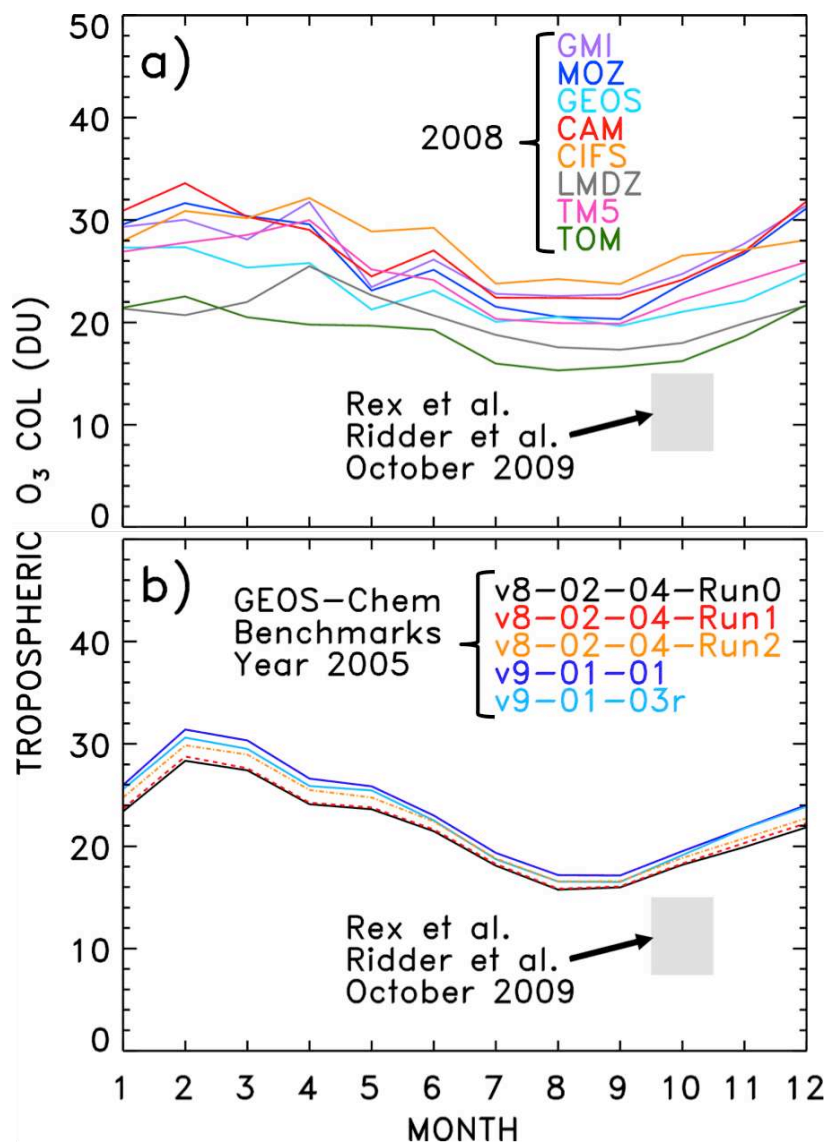 50
40
30
20
10
0
a)
2008
GMI
MOZ
GEOS
CAM
CIFS
LMDZ
TM5
TOM
Rex et al.
Ridder et al.
October 2009
TROPOSPHERIC O3 COL (DU)
b)
GEOS-Chem
Benchmarks
Year 2005
v8-02-04-Run0
v8-02-04-Run1
v8-02-04-Run2
v9-01-01
v9-01-03r
40
30
20
10
0
Rex et al.
Ridder et al.
October 2009
1 2 3 4 5 6 7 8 9 10 11 12
MONTH